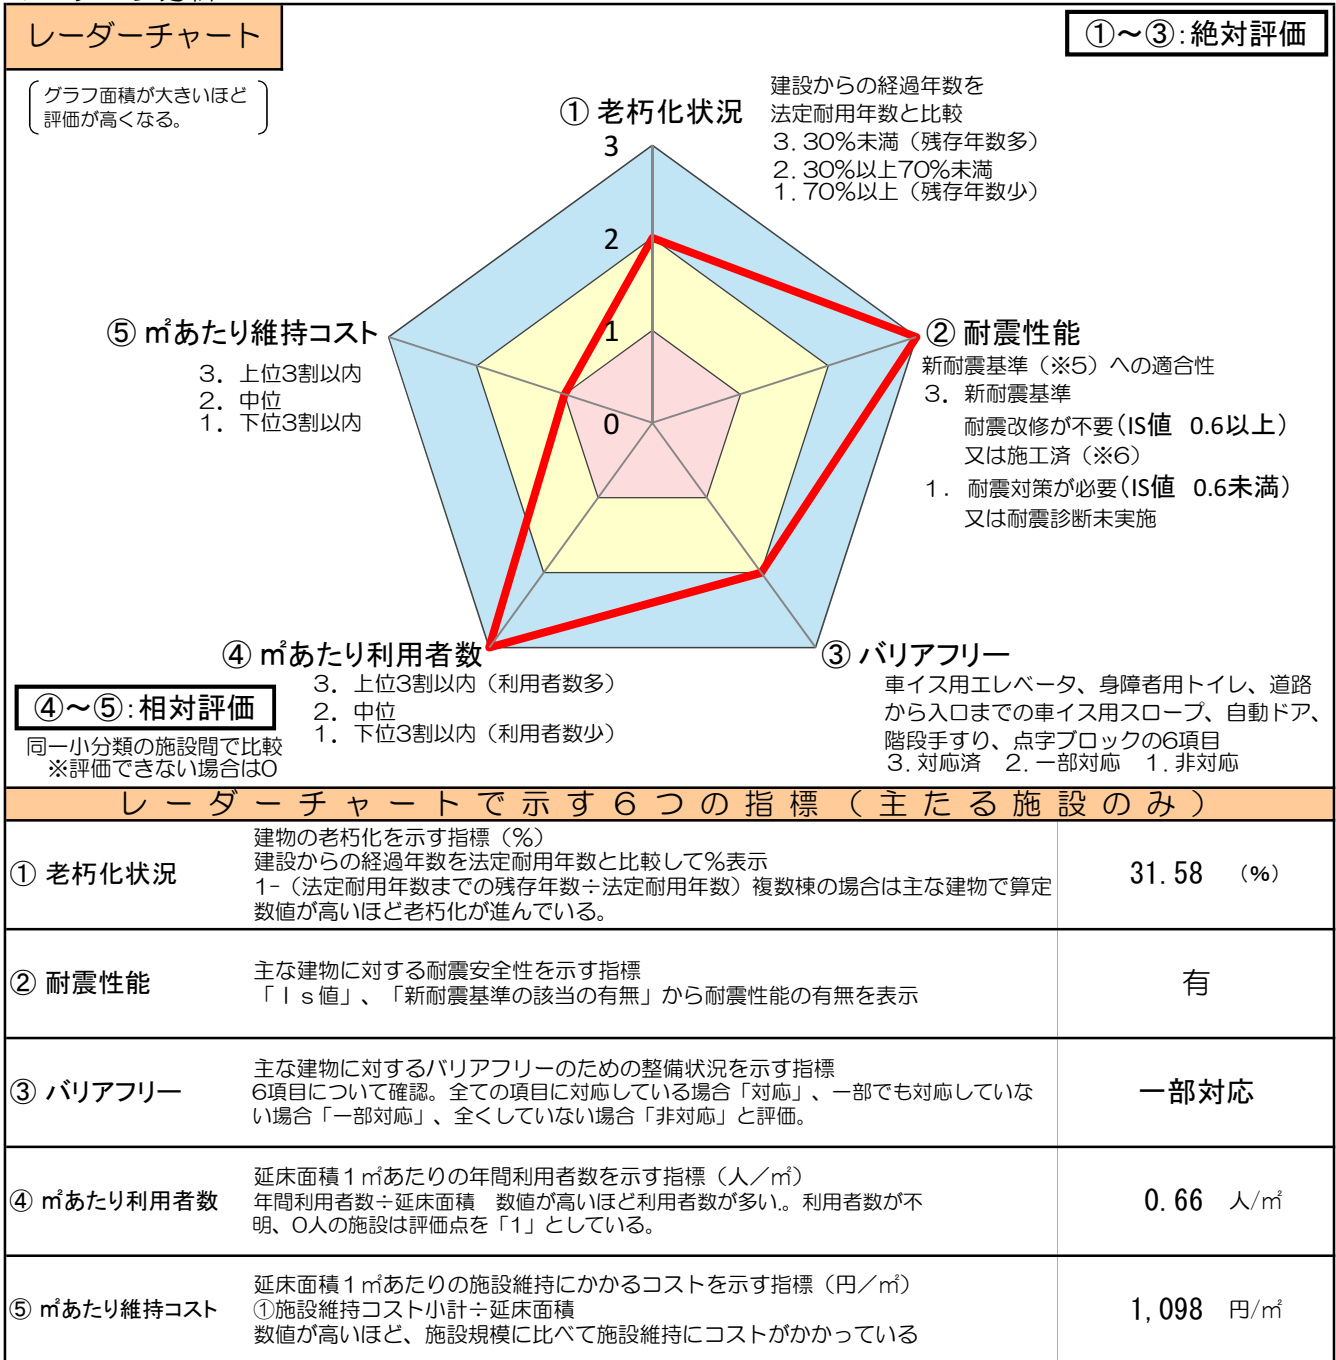 レーダーチャート
①～③:絶対評価
グラフ面積が大きいほど
評価が高くなる。
① 老朽化状況
建設からの経過年数を
法定耐用年数と比較
3. 30%未満（残存年数多）
2. 30%以上70%未満
1. 70%以上（残存年数少）
3
2
1
0
⑤ ㎡あたり維持コスト
3. 上位3割以内
2. 中位
1. 下位3割以内
② 耐震性能
新耐震基準（※5）への適合性
3. 新耐震基準
耐震改修が不要(IS値 0.6以上)
又は施工済（※6）
1. 耐震対策が必要(IS値 0.6未満)
又は耐震診断未実施
④ ㎡あたり利用者数
3. 上位3割以内（利用者数多）
2. 中位
1. 下位3割以内（利用者数少）
③ バリアフリー
車イス用エレベータ、身障者用トイレ、道路
から入口までの車イス用スロープ、自動ドア、
階段手すり、点字ブロックの6項目
3. 対応済 2. 一部対応 1. 非対応
④～⑤:相対評価
同一小分類の施設間で比較
※評価できない場合は0
レーダーチャートで示す６つの指標（主たる施設のみ）
① 老朽化状況
建物の老朽化を示す指標（%）
建設からの経過年数を法定耐用年数と比較して%表示
1-（法定耐用年数までの残存年数÷法定耐用年数）複数棟の場合は主な建物で算定
数値が高いほど老朽化が進んでいる。
31.58 （%）
② 耐震性能
主な建物に対する耐震安全性を示す指標
「Ｉｓ値」、「新耐震基準の該当の有無」から耐震性能の有無を表示
有
③ バリアフリー
主な建物に対するバリアフリーのための整備状況を示す指標
6項目について確認。全ての項目に対応している場合「対応」、一部でも対応していな
い場合「一部対応」、全くしていない場合「非対応」と評価。
一部対応
④ ㎡あたり利用者数
延床面積１㎡あたりの年間利用者数を示す指標（人／㎡）
年間利用者数÷延床面積 数値が高いほど利用者数が多い。利用者数が不
明、0人の施設は評価点を「1」としている。
0.66 人/㎡
⑤ ㎡あたり維持コスト
延床面積１㎡あたりの施設維持にかかるコストを示す指標（円／㎡）
①施設維持コスト小計÷延床面積
数値が高いほど、施設規模に比べて施設維持にコストがかかっている
1,098 円/㎡